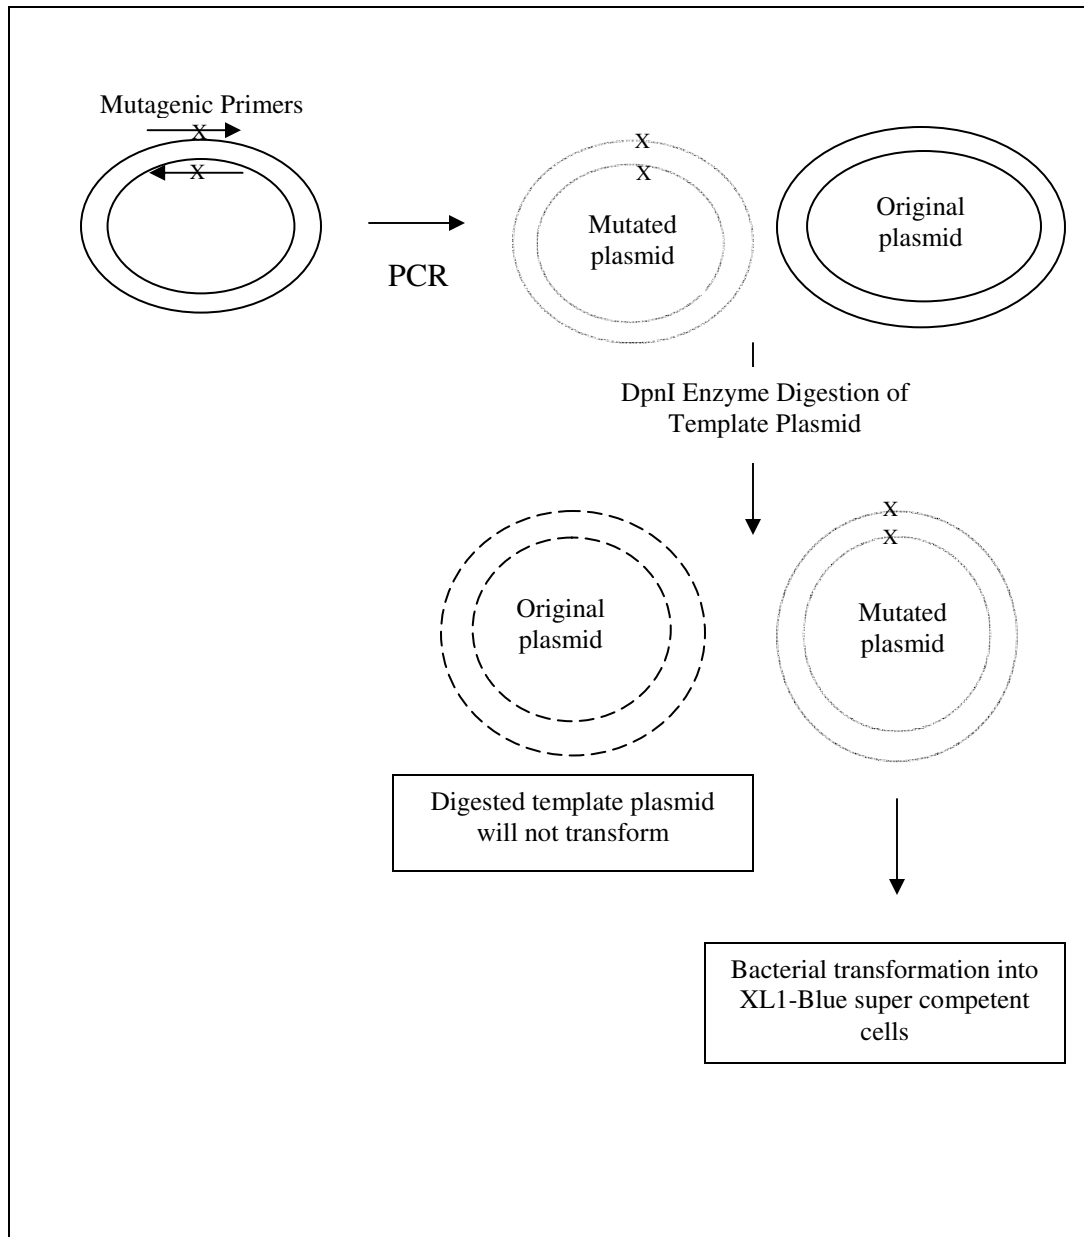 Mutagenic Primers
X
X
PCR
X
X
Mutated
plasmid
Original
plasmid
DpnI Enzyme Digestion of
Template Plasmid
Original
plasmid
X
X
Mutated
plasmid
Digested template plasmid
will not transform
Bacterial transformation into
XL1-Blue super competent
cells